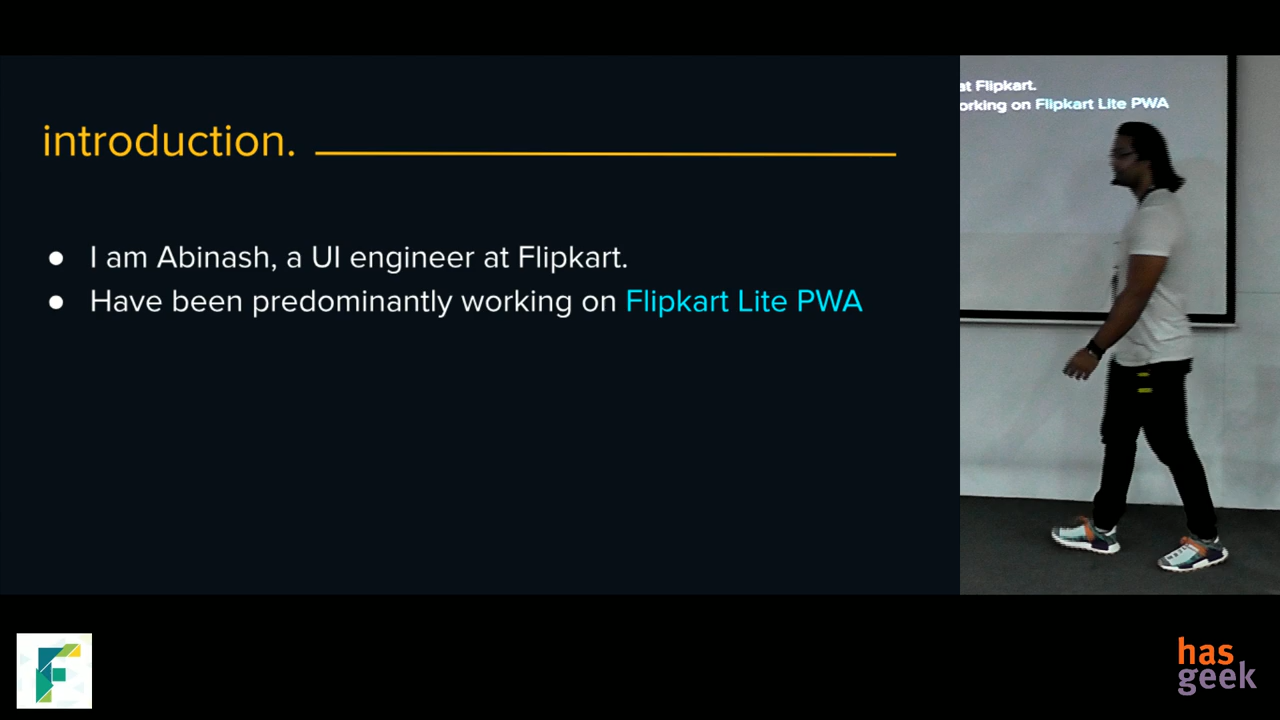 introduction.
● I am Abinash, a UI engineer at Flipkart.
● Have been predominantly working on Flipkart Lite PWA
at Flipkart.
orking on Flipkart Lite PWA
F
has
geek